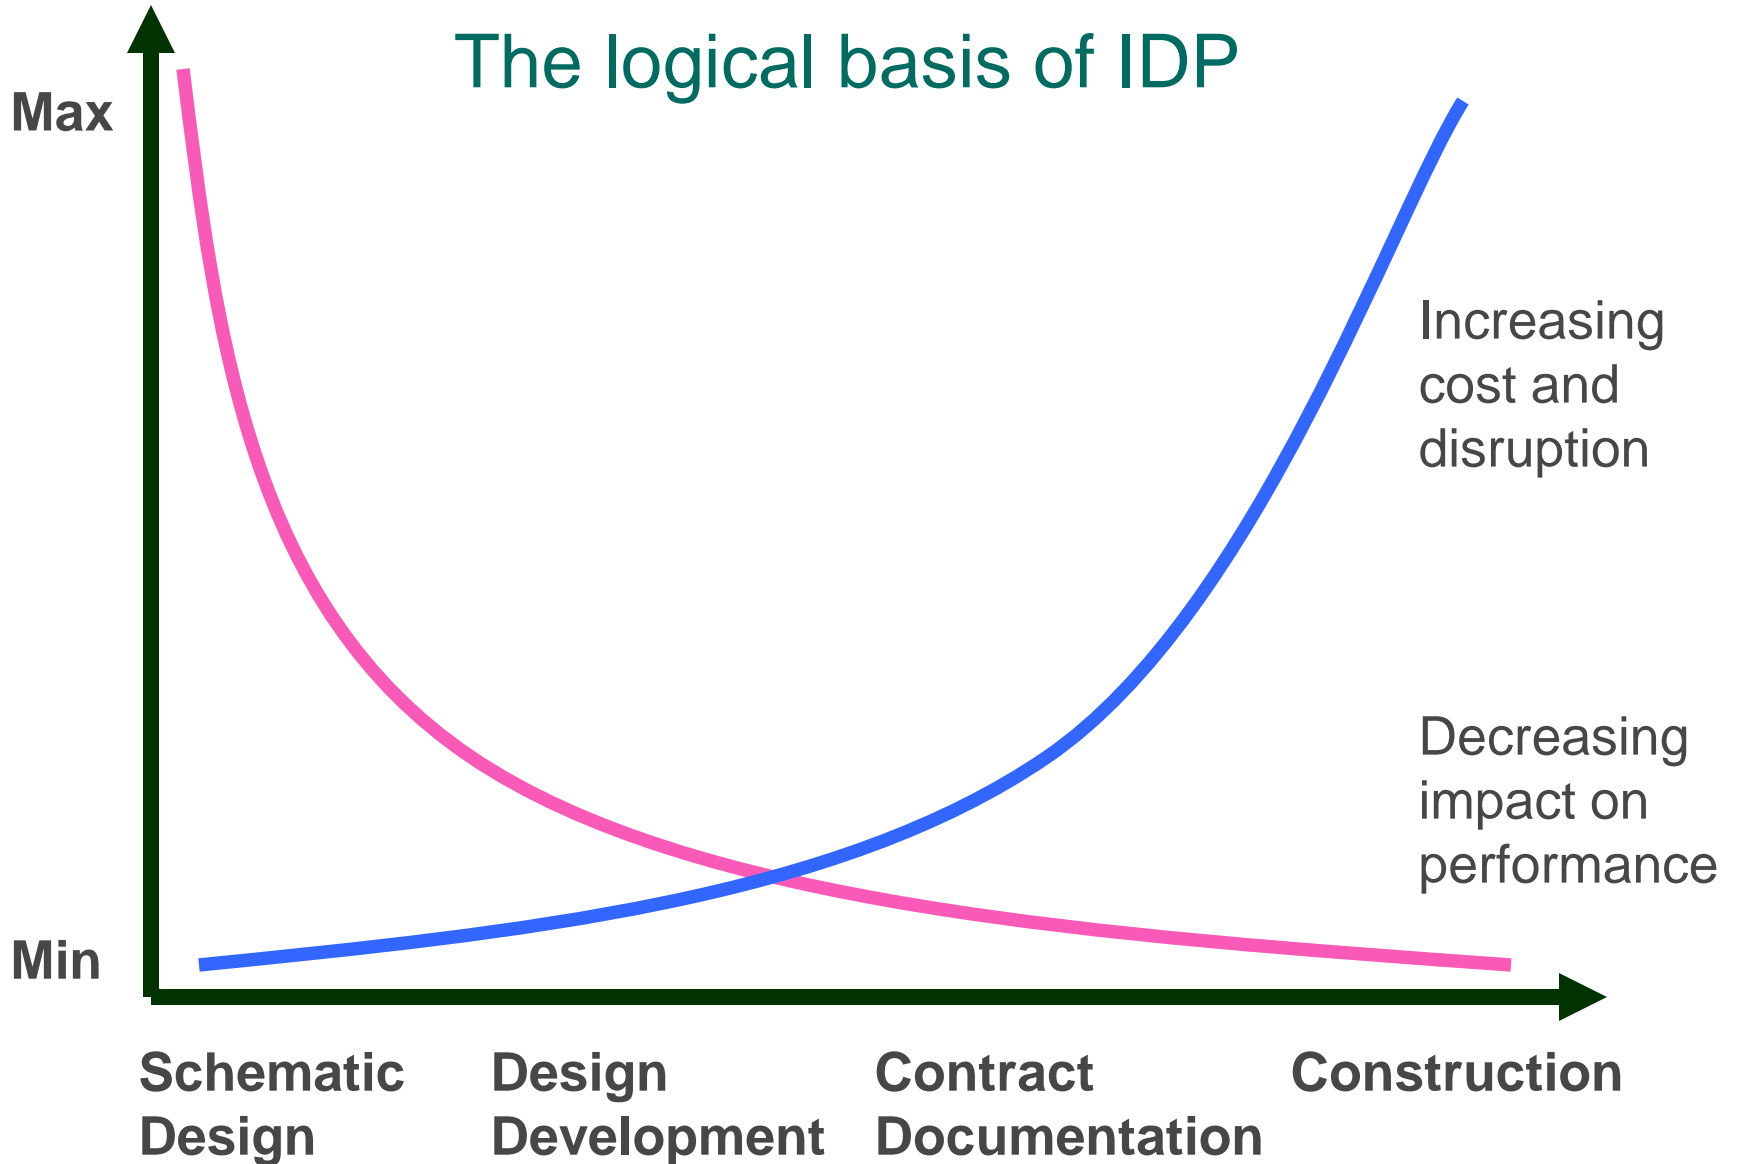 The logical basis of IDP
Max
Increasing
cost and
disruption
Decreasing
impact on
performance
Min
Schematic
Design
Design
Development
Contract
Documentation
Construction